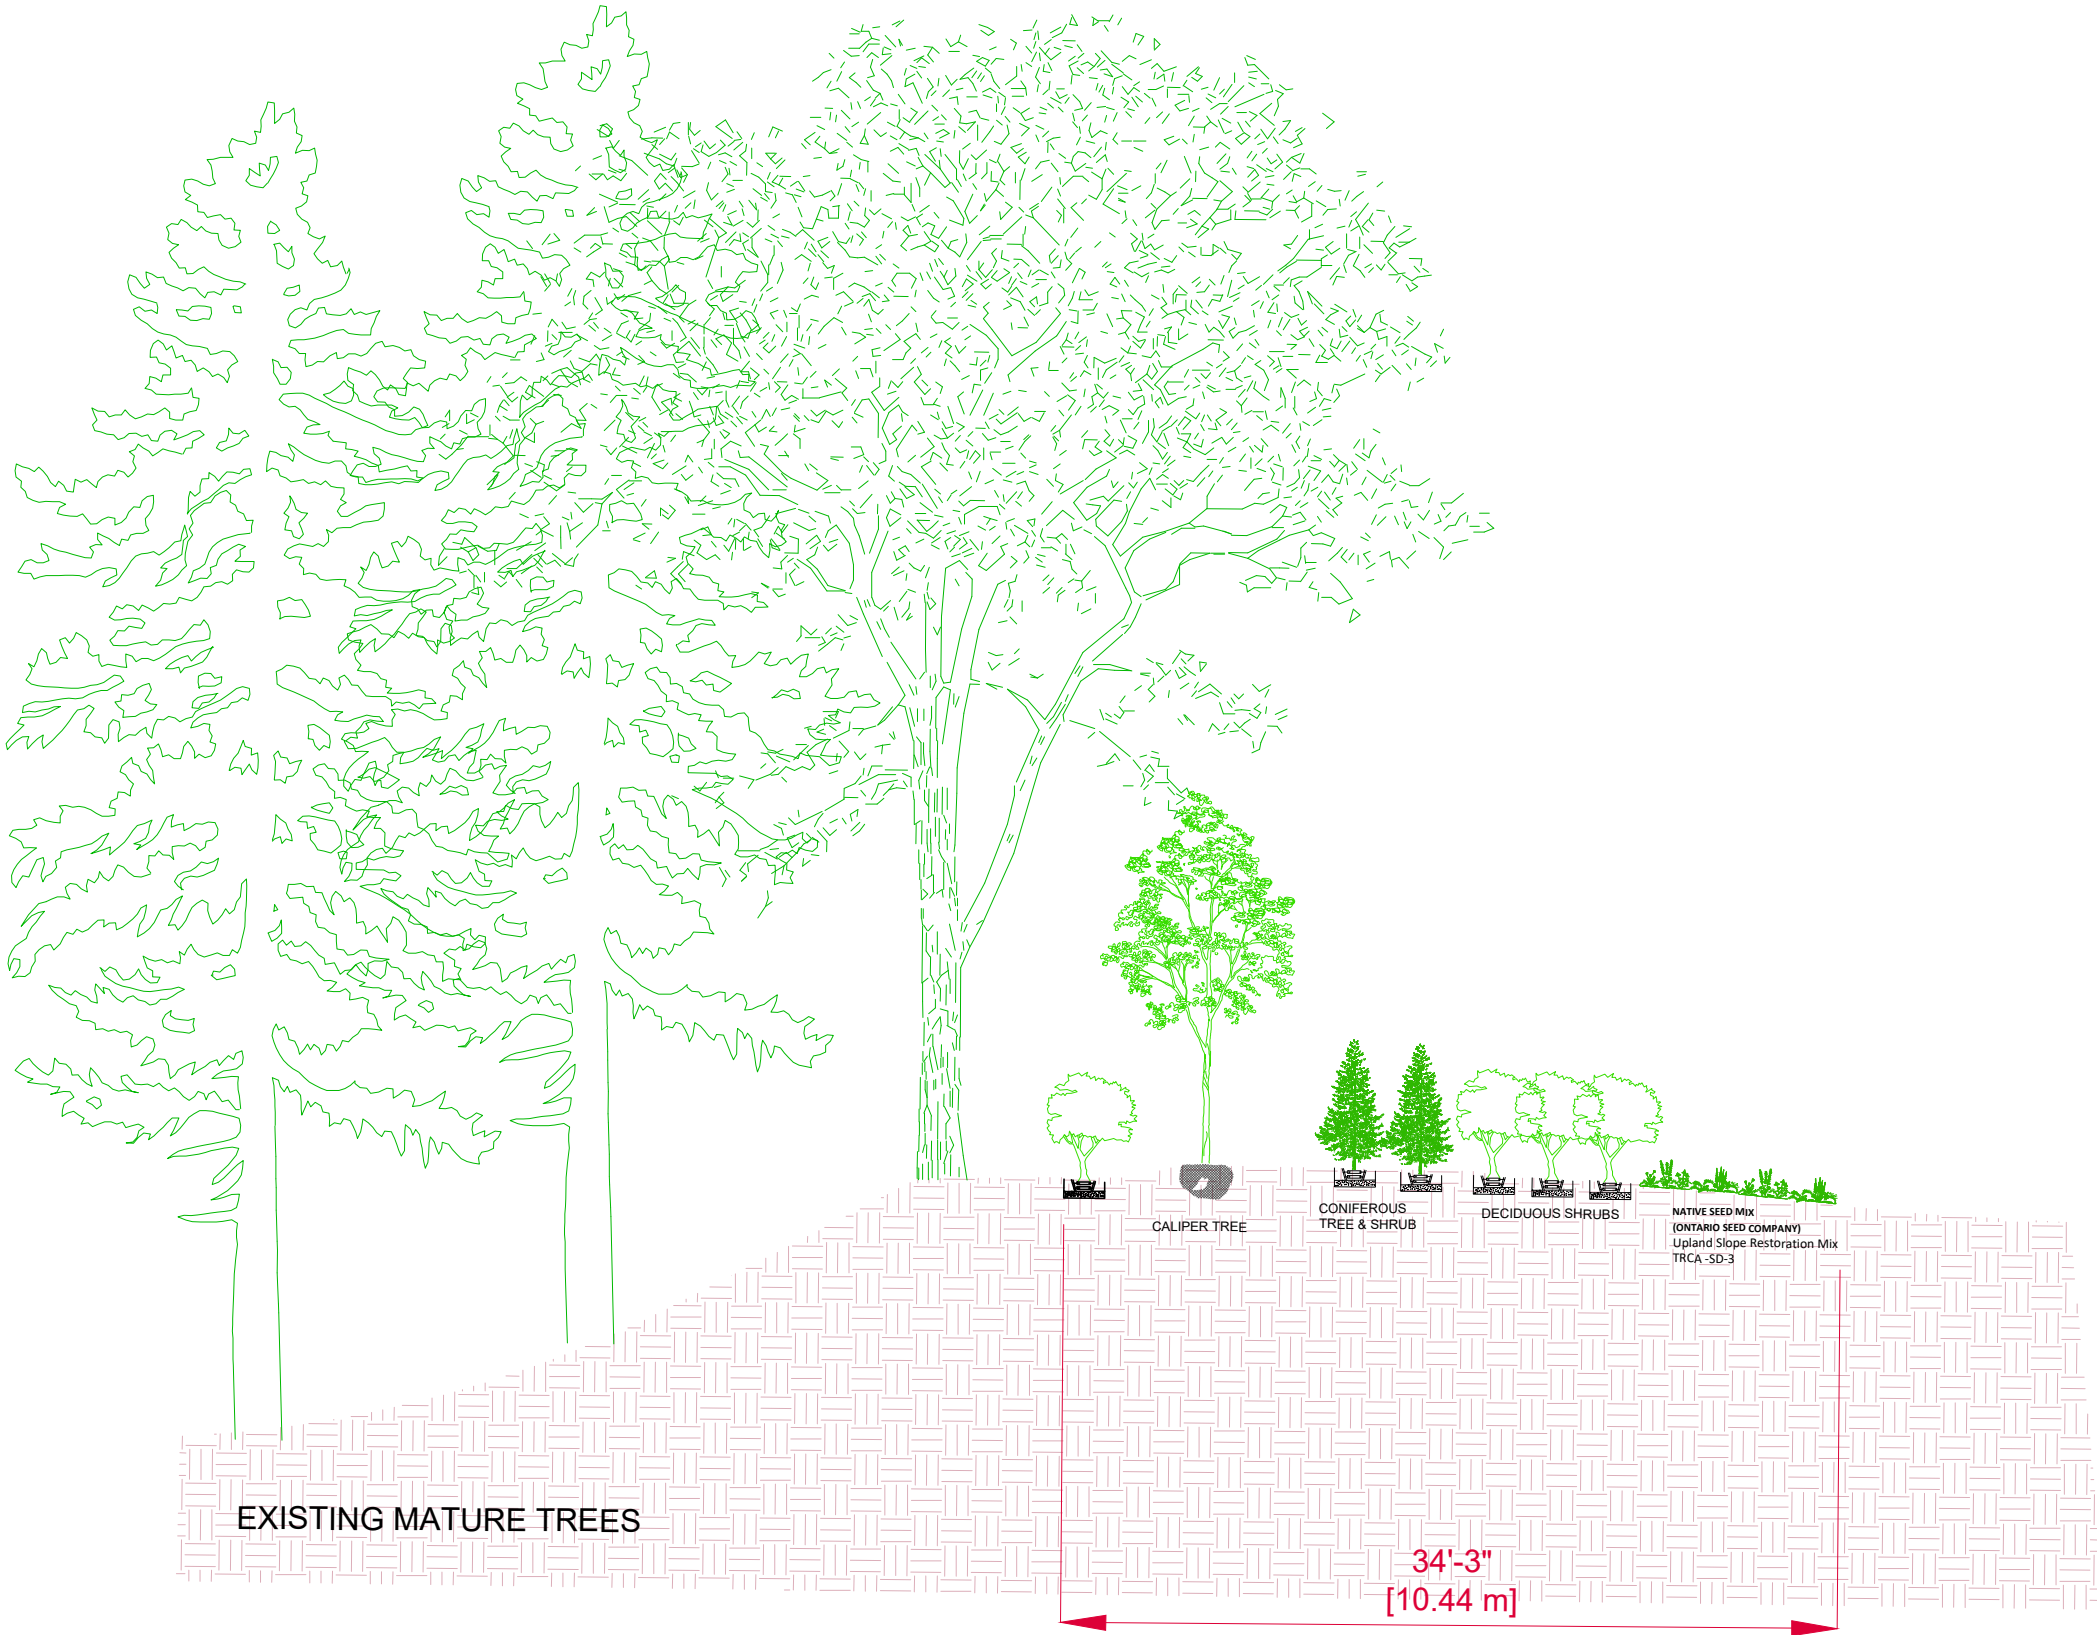 CALIPER TREE
CONIFEROUS
TREE & SHRUB
DECIDUOUS SHRUBS
NATIVE SEED MIX
(ONTARIO SEED COMPANY)
Upland Slope Restoration Mix
TRCA -SD-3
EXISTING MATURE TREES
34'-3"
[10.44 m]